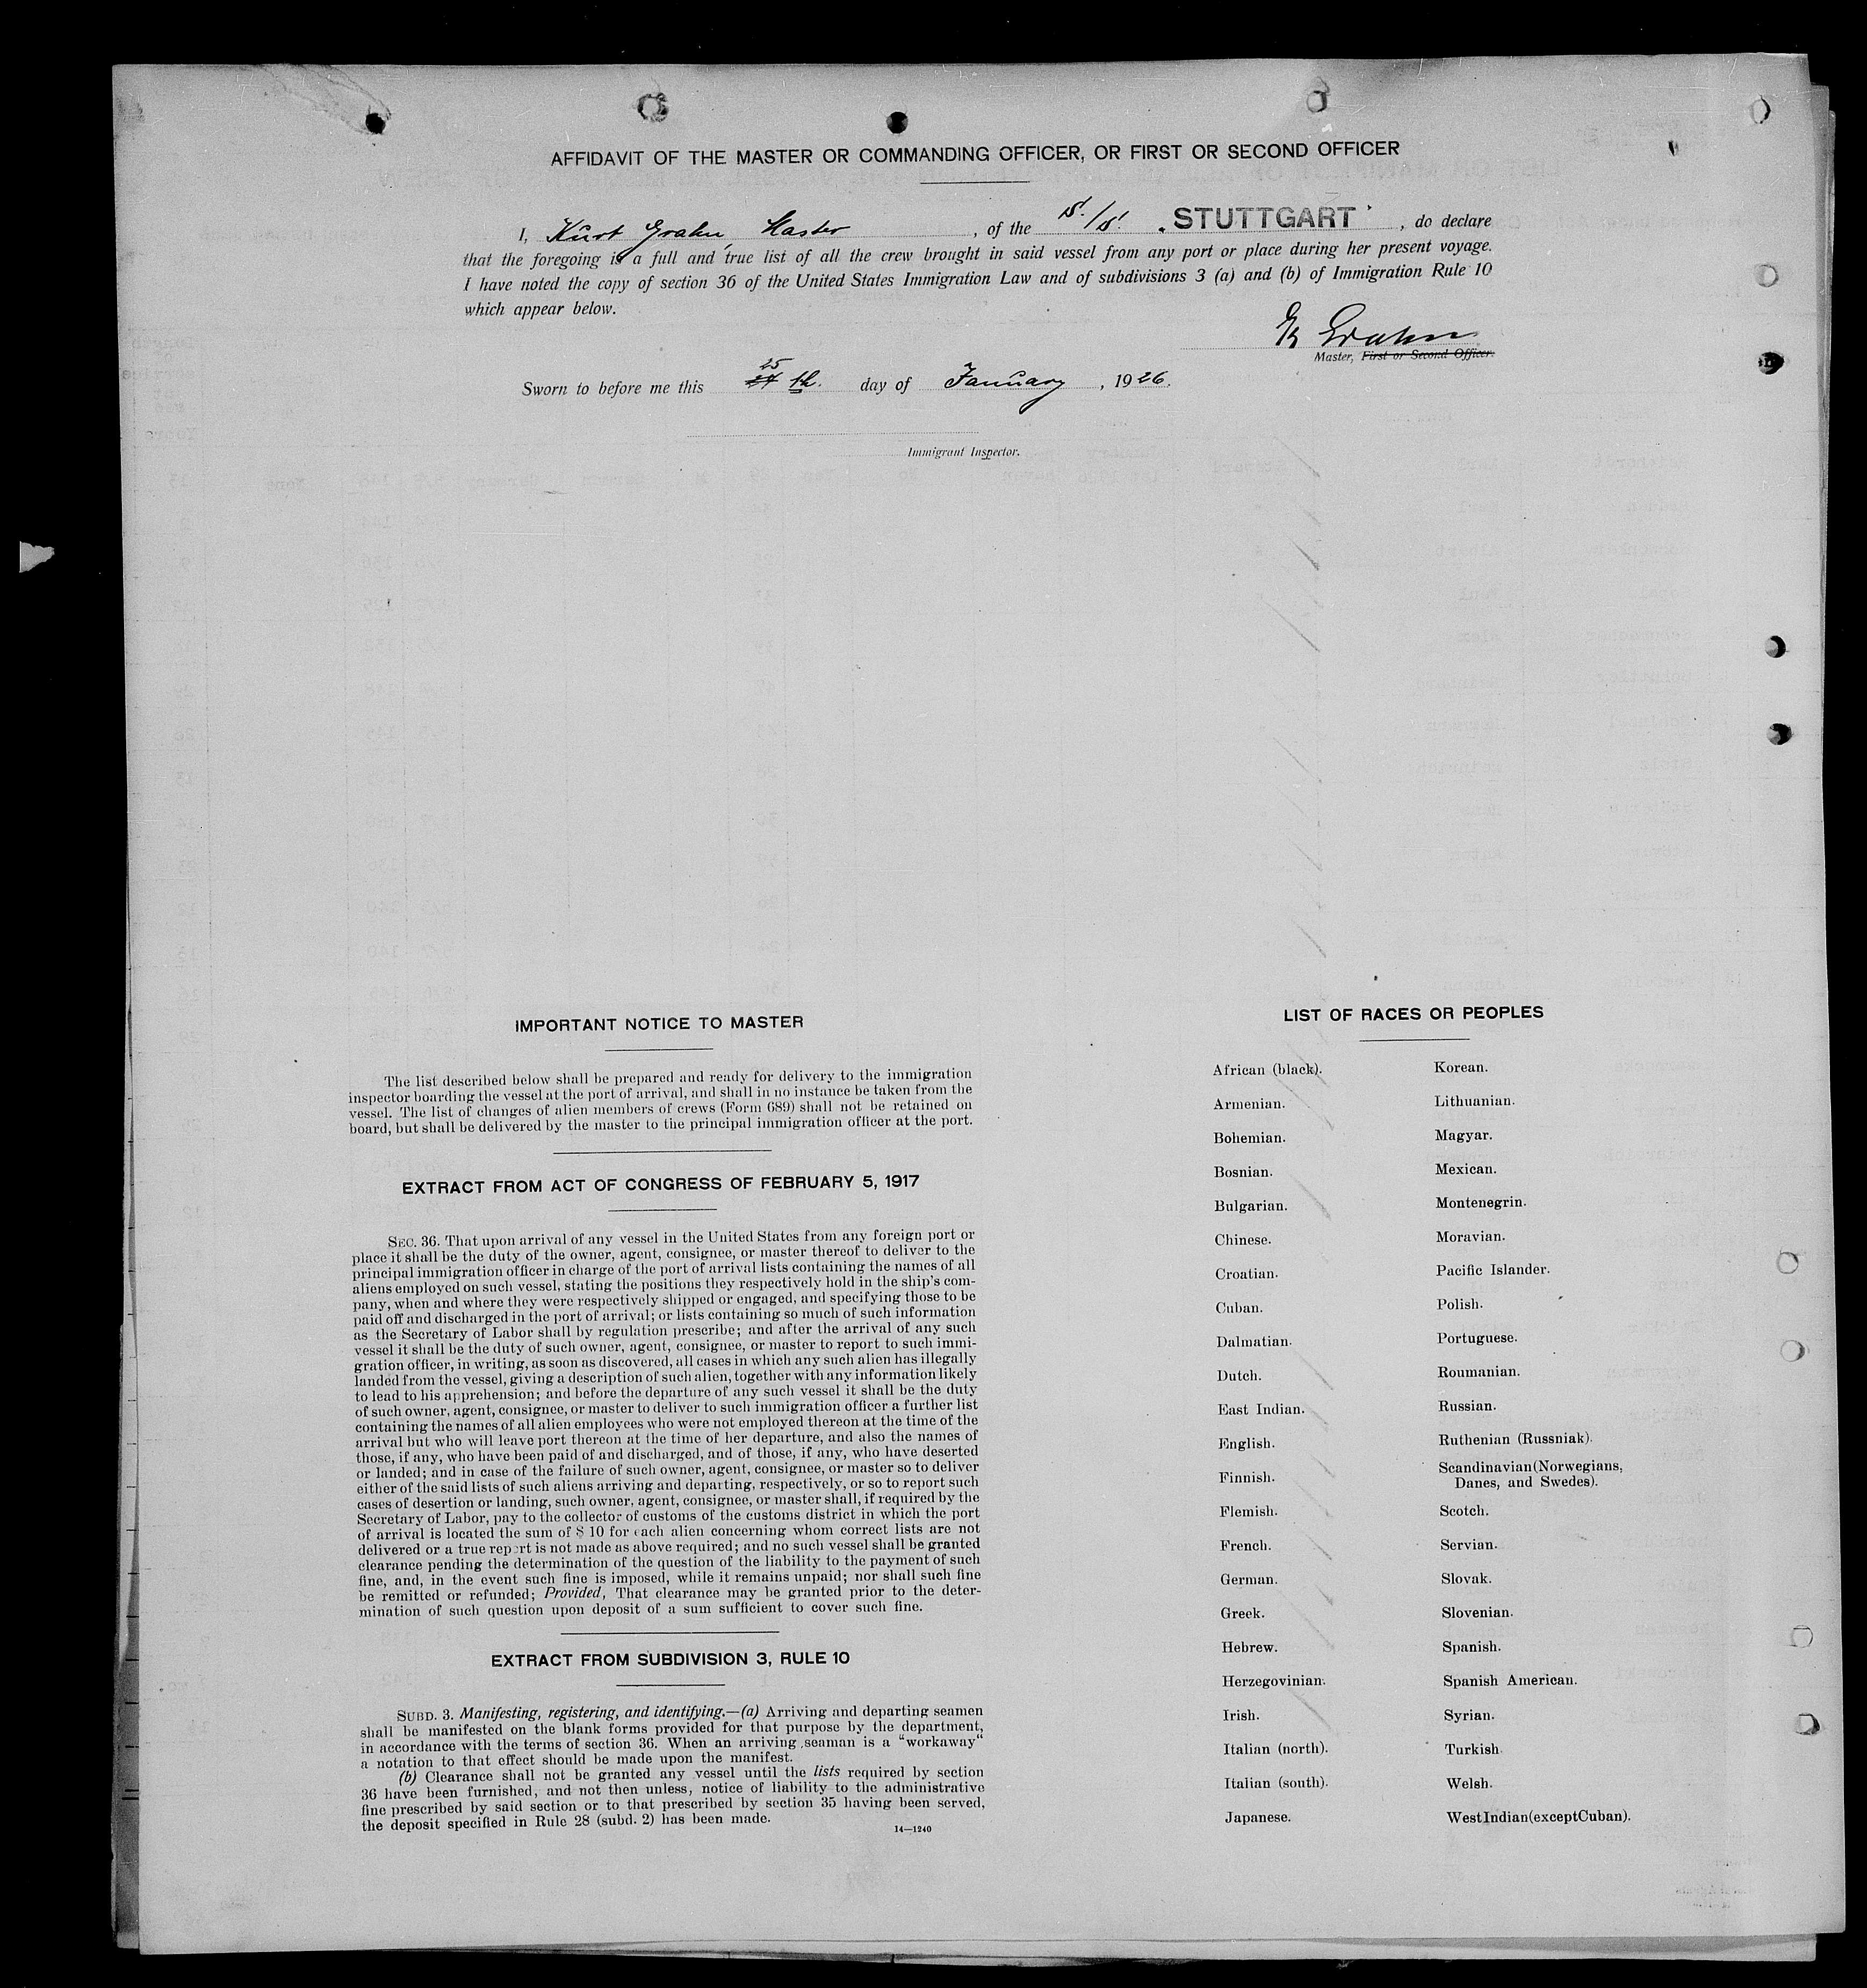 AFFIDAVIT OF THE MASTER OR COMMANDING OFFICER, OR FIRST OR SECOND OFFICER
I, Kurt Grahn, Master, of the S/S. „STUTTGART“, do declare
that the foregoing is a full and true list of all the crew brought in said vessel from any port or place during her present voyage.
I have noted the copy of section 36 of the United States Immigration Law and of subdivisions 3 (a) and (b) of Immigration Rule 10
which appear below.
K Grahn
Master, First or Second Officer.
25
Sworn to before me this 24 th. day of January, 1926.
Immigrant Inspector.
IMPORTANT NOTICE TO MASTER
The list described below shall be prepared and ready for delivery to the immigration
inspector boarding the vessel at the port of arrival, and shall in no instance be taken from the
vessel. The list of changes of alien members of crews (Form 689) shall not be retained on
board, but shall be delivered by the master to the principal immigration officer at the port.
EXTRACT FROM ACT OF CONGRESS OF FEBRUARY 5, 1917
SEC. 36. That upon arrival of any vessel in the United States from any foreign port or
place it shall be the duty of the owner, agent, consignee, or master thereof to deliver to the
principal immigration officer in charge of the port of arrival lists containing the names of all
aliens employed on such vessel, stating the positions they respectively hold in the ship's com-
pany, when and where they were respectively shipped or engaged, and specifying those to be
paid off and discharged in the port of arrival; or lists containing so much of such information
as the Secretary of Labor shall by regulation prescribe; and after the arrival of any such
vessel it shall be the duty of such owner, agent, consignee, or master to report to such immi-
gration officer, in writing, as soon as discovered, all cases in which any such alien has illegally
landed from the vessel, giving a description of such alien, together with any information likely
to lead to his apprehension; and before the departure of any such vessel it shall be the duty
of such owner, agent, consignee, or master to deliver to such immigration officer a further list
containing the names of all alien employees who were not employed thereon at the time of the
arrival but who will leave port thereon at the time of her departure, and also the names of
those, if any, who have been paid of and discharged, and of those, if any, who have deserted
or landed; and in case of the failure of such owner, agent, consignee, or master so to deliver
either of the said lists of such aliens arriving and departing, respectively, or so to report such
cases of desertion or landing, such owner, agent, consignee, or master shall, if required by the
Secretary of Labor, pay to the collector of customs of the customs district in which the port
of arrival is located the sum of $ 10 for each alien concerning whom correct lists are not
delivered or a true report is not made as above required; and no such vessel shall be granted
clearance pending the determination of the question of the liability to the payment of such
fine, and, in the event such fine is imposed, while it remains unpaid; nor shall such fine
be remitted or refunded; Provided, That clearance may be granted prior to the deter-
mination of such question upon deposit of a sum sufficient to cover such fine.
EXTRACT FROM SUBDIVISION 3, RULE 10
SUBD. 3. Manifesting, registering, and identifying.—(a) Arriving and departing seamen
shall be manifested on the blank forms provided for that purpose by the department,
in accordance with the terms of section 36. When an arriving seaman is a “workaway“
a notation to that effect should be made upon the manifest.
(b) Clearance shall not be granted any vessel until the lists required by section
36 have been furnished, and not then unless, notice of liability to the administrative
fine prescribed by said section or to that prescribed by section 35 having been served,
the deposit specified in Rule 28 (subd. 2) has been made.
14—1240
LIST OF RACES OR PEOPLES
African (black).
Armenian.
Bohemian.
Bosnian.
Bulgarian.
Chinese.
Croatian.
Cuban.
Dalmatian.
Dutch.
East Indian.
English.
Finnish.
Flemish.
French.
German.
Greek.
Hebrew.
Herzegovinian.
Irish.
Italian (north).
Italian (south).
Japanese.
Korean.
Lithuanian.
Magyar.
Mexican.
Montenegrin.
Moravian.
Pacific Islander.
Polish.
Portuguese.
Roumanian.
Russian.
Ruthenian (Russniak).
Scandinavian (Norwegians,
Danes, and Swedes).
Scotch.
Servian.
Slovak.
Slovenian.
Spanish.
Spanish American.
Syrian.
Turkish.
Welsh.
West Indian (except Cuban).